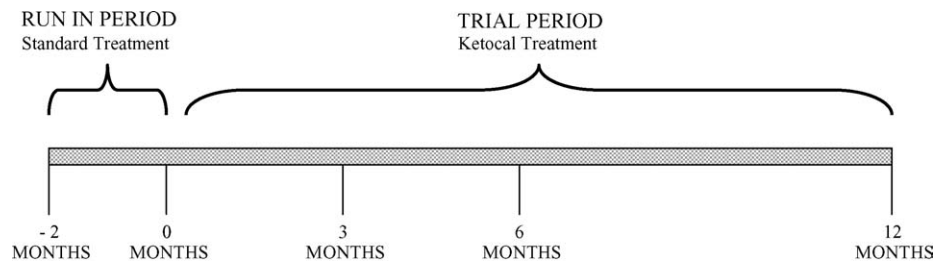 RUN IN PERIOD
Standard Treatment
TRIAL PERIOD
Ketocal Treatment
- 2
MONTHS
0
MONTHS
3
MONTHS
6
MONTHS
12
MONTHS